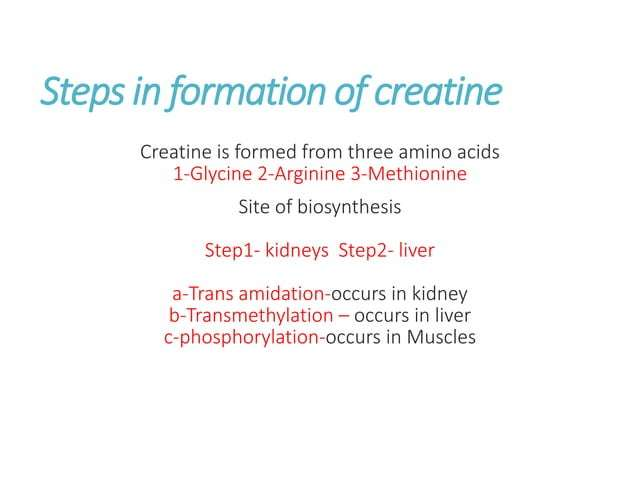 Steps in formation of creatine
Creatine is formed from three amino acids
1-Glycine 2-Arginine 3-Methionine
Site of biosynthesis
Step1- kidneys  Step2- liver
a-Trans amidation-occurs in kidney
b-Transmethylation – occurs in liver
c-phosphorylation-occurs in Muscles